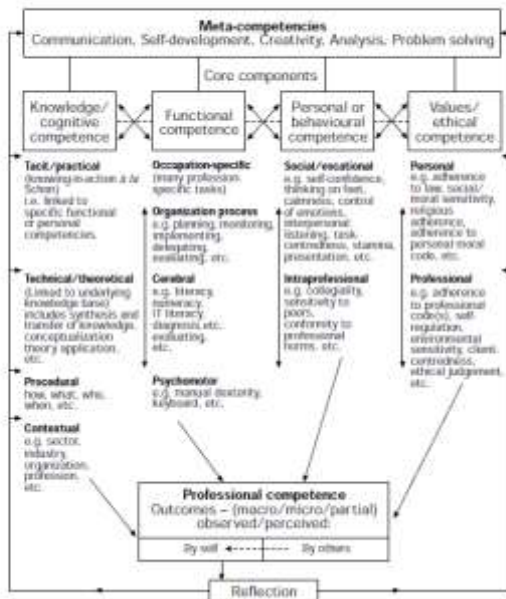 Meta-competencies
Communication, Self-development, Creativity, Analysis, Problem solving
Core components
Knowledge/
cognitive
competence
Functional
competence
Personal or
behavioural
competence
Values/
ethical
competence
Tacit/practical
(knowing-in-action à la
Schon)
i.e. linked to
specific functional
or personal
competencies.
Technical/theoretical
(Linked to underlying
knowledge base)
includes synthesis and
transfer of knowledge,
conceptualization
theory application,
etc.
Procedural
how, what, who,
when, etc.
Contextual
e.g. sector,
industry,
organization,
profession,
etc.
Occupation-specific
(many profession
specific tasks)
Organization process
e.g. planning, monitoring,
implementing,
delegating,
evaluating, etc.
Cerebral
e.g. literacy,
numeracy,
IT literacy,
diagnosis, etc.
evaluating,
etc.
Psychomotor
e.g. manual dexterity,
keyboard, etc.
Social/vocational
e.g. self-confidence,
thinking on feet,
calmness, control
of emotions,
interpersonal
listening, task-
centredness, stamina,
presentation, etc.
Intraprofessional
e.g. collegiality,
sensitivity to
peers,
conformity to
professional
norms, etc.
Personal
e.g. adherence
to law, social/
moral sensitivity,
religious
adherence,
adherence to
personal moral
code, etc.
Professional
e.g. adherence
to professional
code(s), self-
regulation,
environmental
sensitivity, client-
centredness,
ethical judgement,
etc.
Professional competence
Outcomes – (macro/micro/partial)
observed/perceived:
By self
By others
Reflection